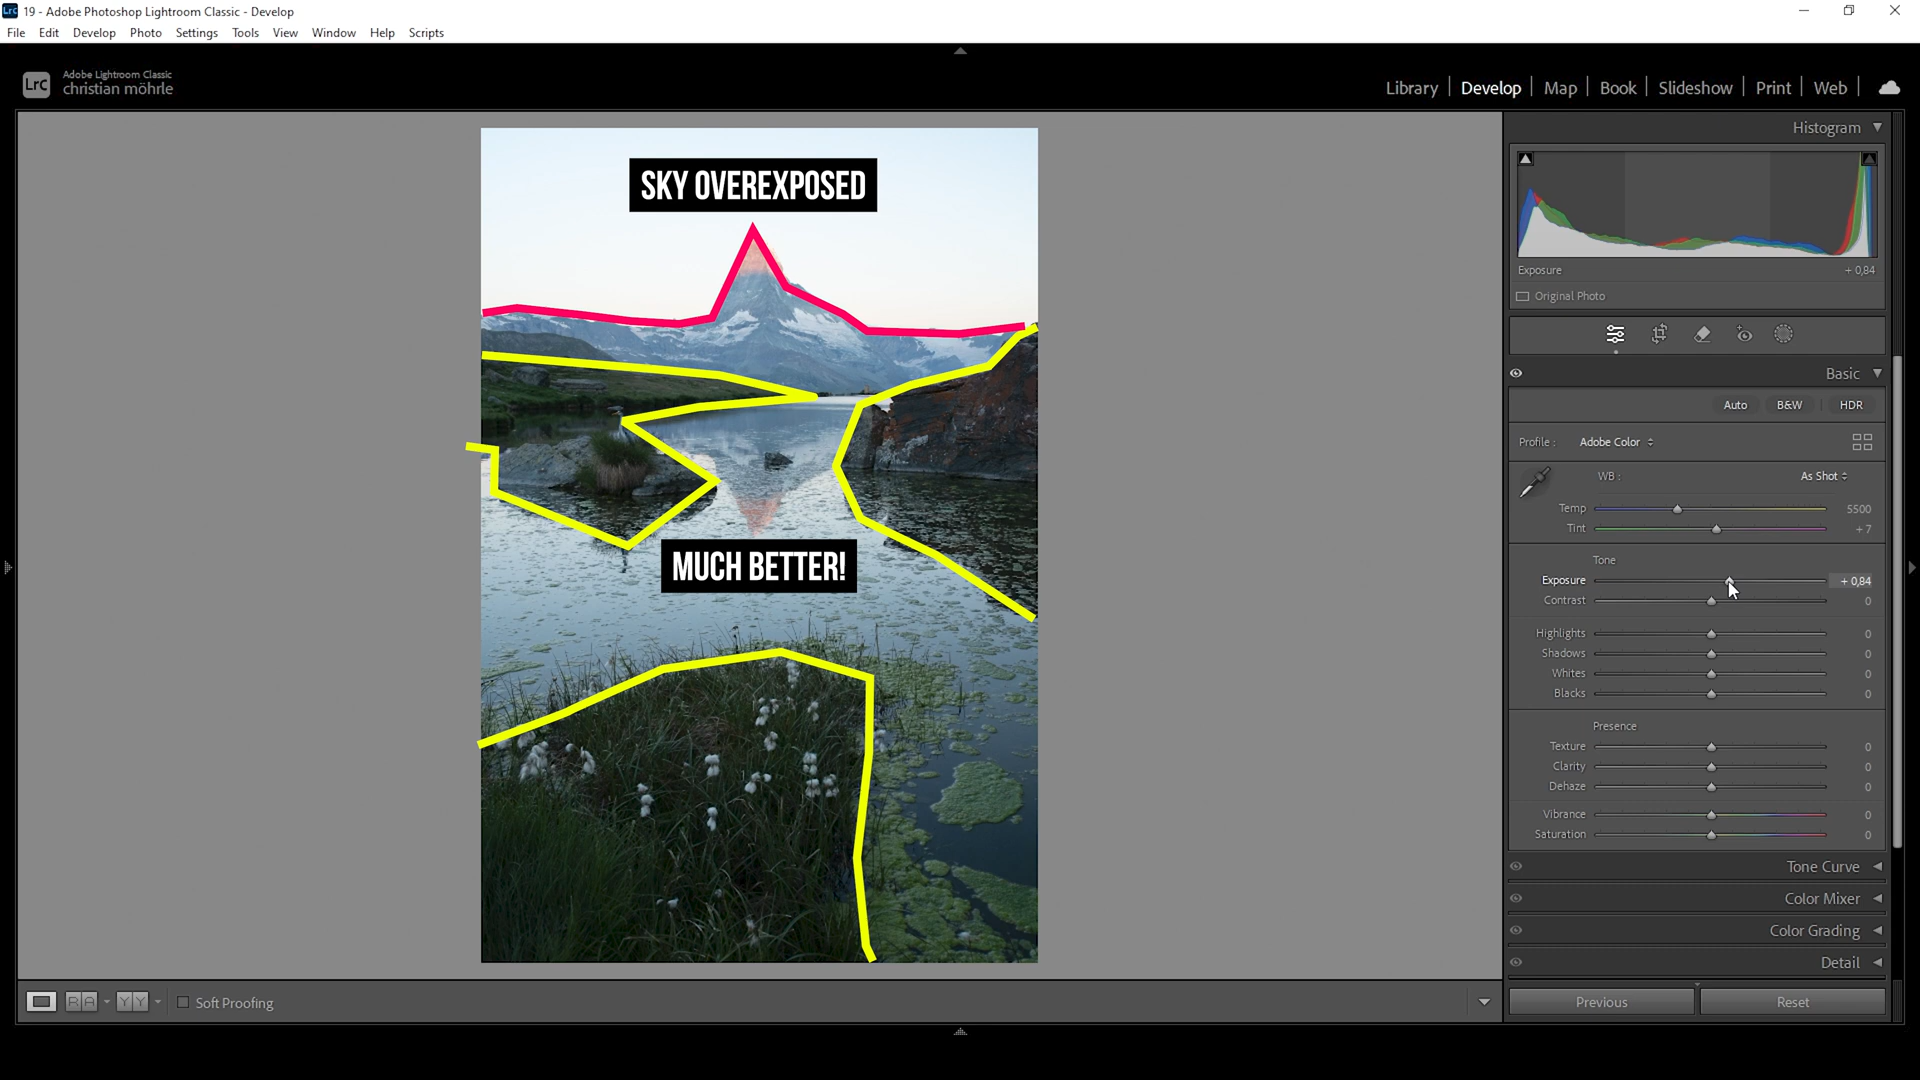 Lrc 19 - Adobe Photoshop Lightroom Classic - Develop
File Edit Develop Photo Settings Tools View Window Help Scripts
Lrc Adobe Lightroom Classic
christian möhrle
Library Develop Map Book Slideshow Print Web
SKY OVEREXPOSED
MUCH BETTER!
Histogram
Exposure + 0,84
Original Photo
Basic
Auto B&W HDR
Profile : Adobe Color
WB : As Shot
Temp 5500
Tint + 7
Tone
Exposure + 0,84
Contrast 0
Highlights 0
Shadows 0
Whites 0
Blacks 0
Presence
Texture 0
Clarity 0
Dehaze 0
Vibrance 0
Saturation 0
Tone Curve
Color Mixer
Color Grading
Detail
R A Y Y Soft Proofing
Previous Reset